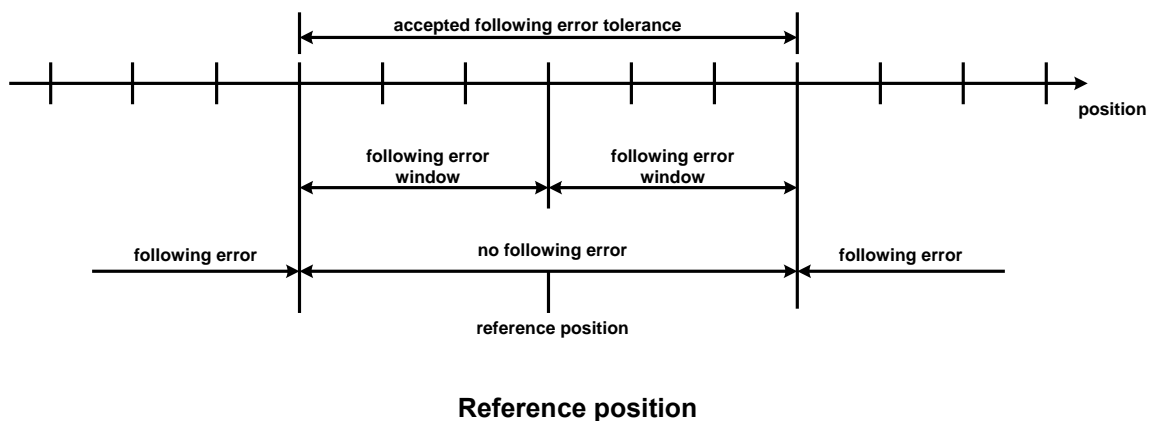 accepted following error tolerance
position
following error
window
following error
window
following error
no following error
following error
reference position
Reference position